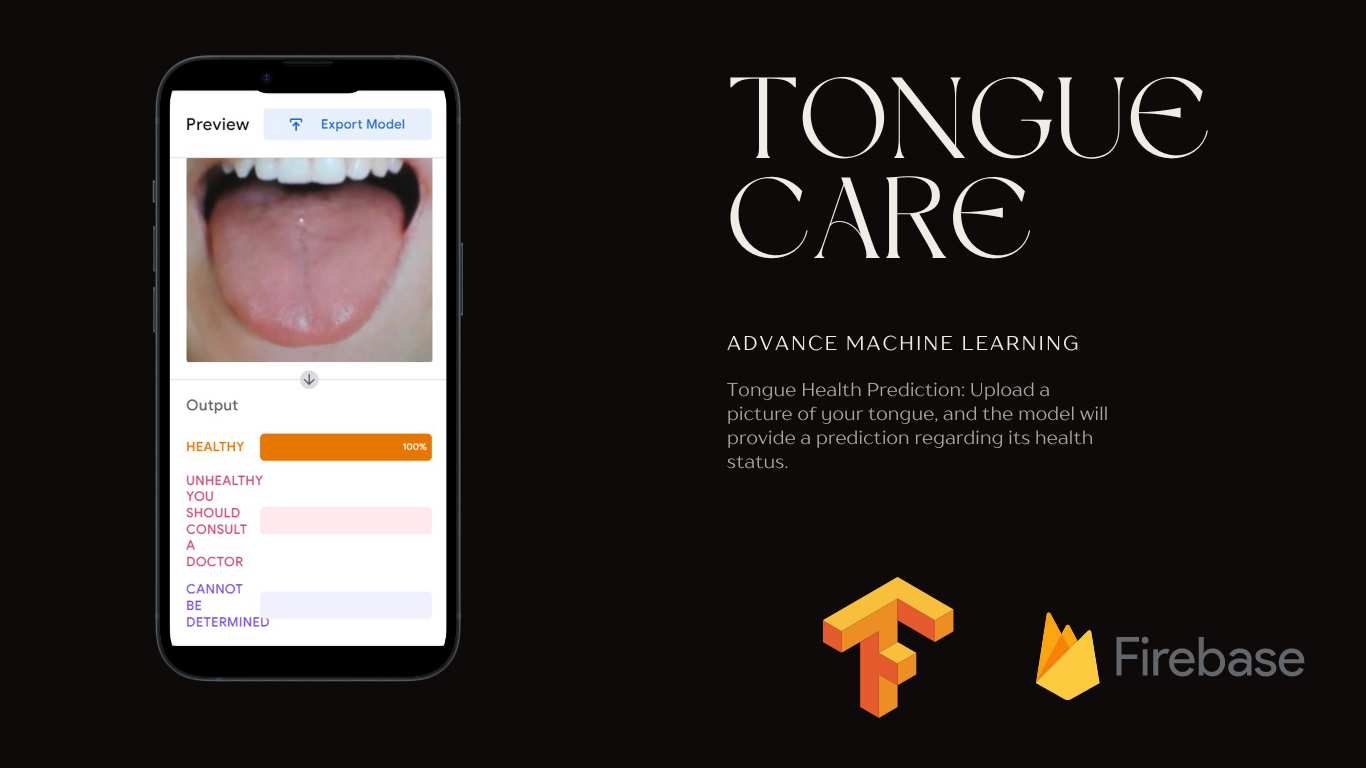 Preview
Export Model
Output
HEALTHY
100%
UNHEALTHY
YOU
SHOULD
CONSULT
A
DOCTOR
CANNOT
BE
DETERMINED
TONGUE
CARE
ADVANCE MACHINE LEARNING
Tongue Health Prediction: Upload a
picture of your tongue, and the model will
provide a prediction regarding its health
status.
Firebase